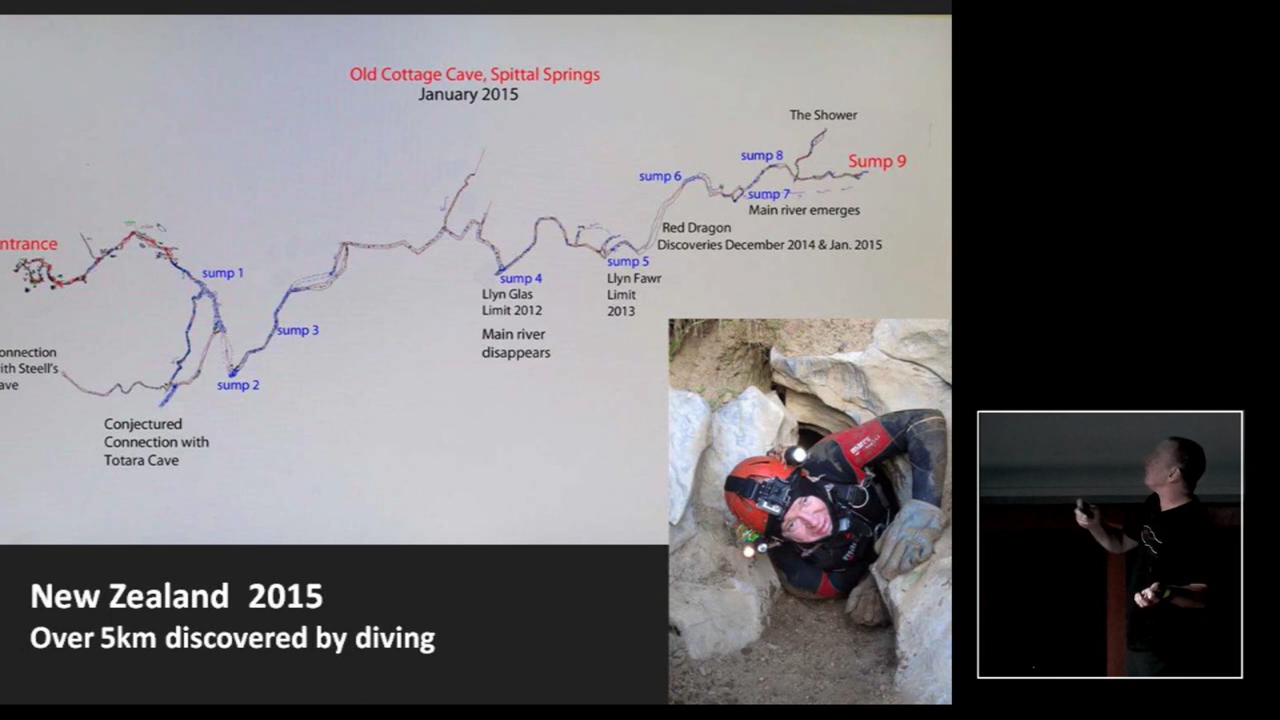 Old Cottage Cave, Spittal Springs
January 2015
The Shower
sump 8
Sump 9
sump 6
sump 7
Main river emerges
Red Dragon
Discoveries December 2014 & Jan. 2015
ntrance
sump 1
sump 5
Llyn Fawr
Limit
2013
sump 4
Llyn Glas
Limit 2012
Main river
disappears
sump 3
onnection
ith Steell's
ave
sump 2
Conjectured
Connection with
Totara Cave
New Zealand 2015
Over 5km discovered by diving